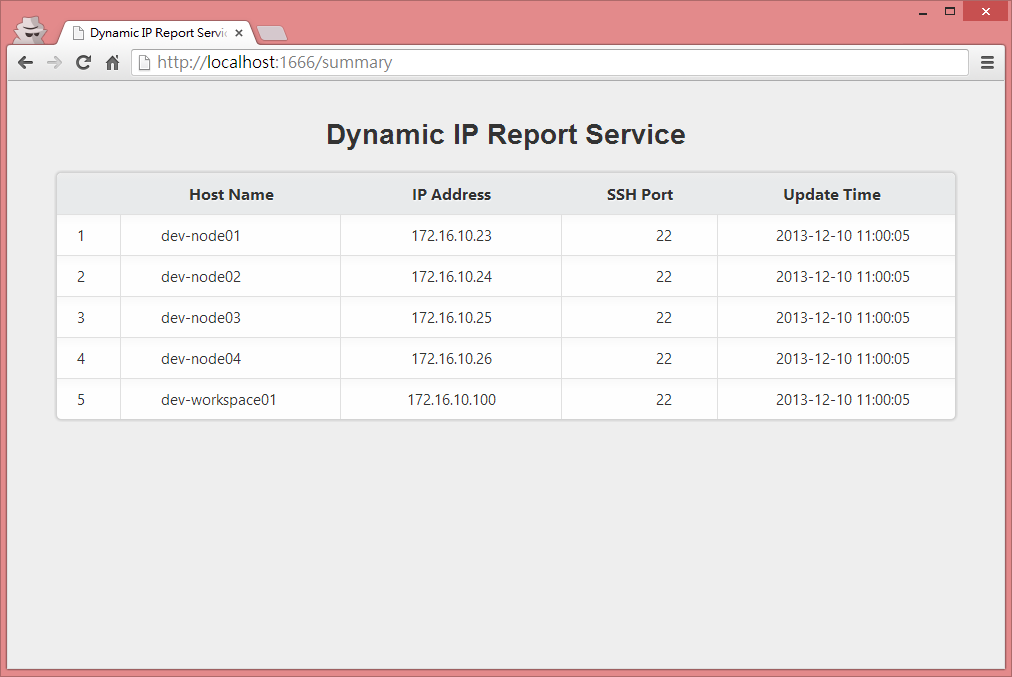 Dynamic IP Report Servic
http://localhost:1666/summary
Dynamic IP Report Service
Host Name IP Address SSH Port Update Time
1 dev-node01 172.16.10.23 22 2013-12-10 11:00:05
2 dev-node02 172.16.10.24 22 2013-12-10 11:00:05
3 dev-node03 172.16.10.25 22 2013-12-10 11:00:05
4 dev-node04 172.16.10.26 22 2013-12-10 11:00:05
5 dev-workspace01 172.16.10.100 22 2013-12-10 11:00:05